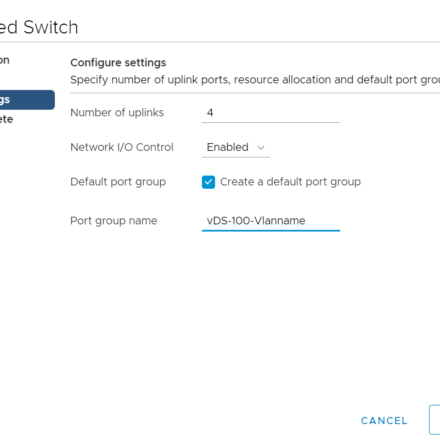 ed Switch
on
Configure settings
Specify number of uplink ports, resource allocation and default port grou
gs
ete
Number of uplinks
4
Network I/O Control
Enabled
Default port group
Create a default port group
Port group name
vDS-100-Vlanname
CANCEL